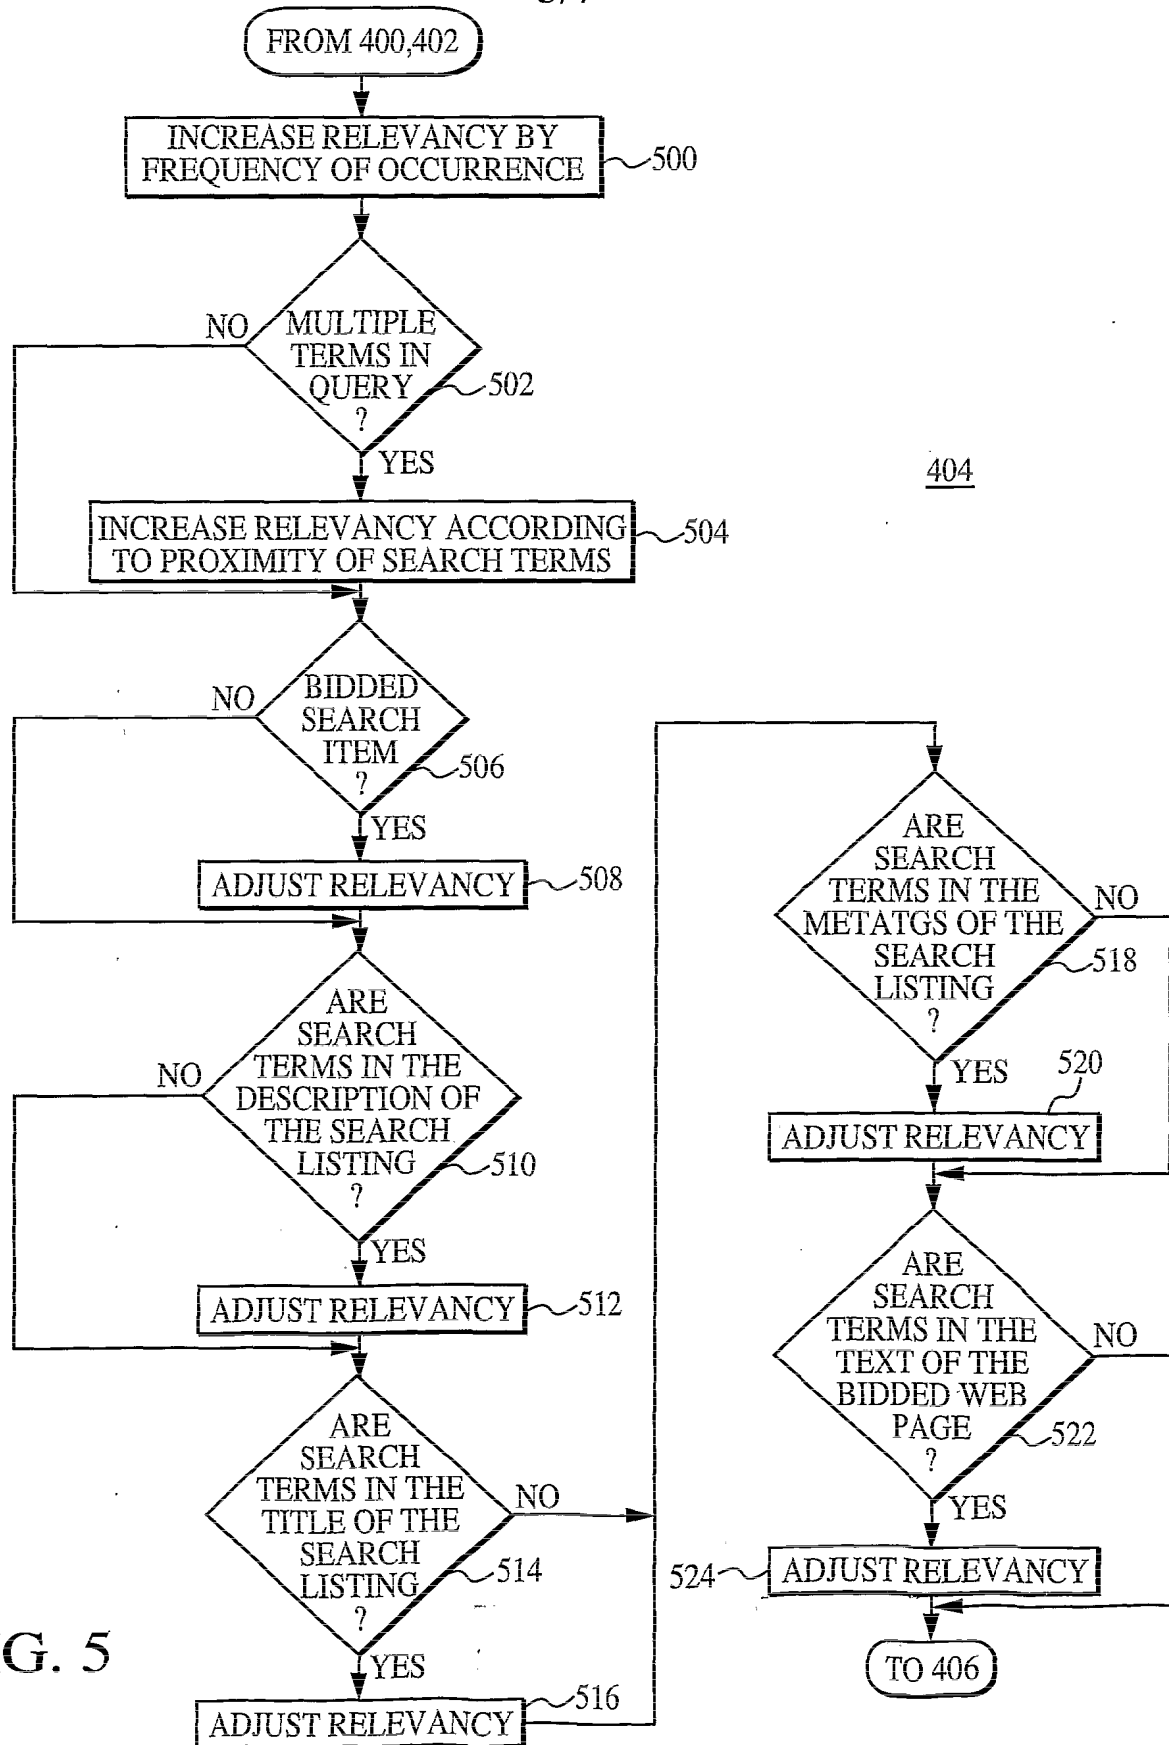 FROM 400,402
INCREASE RELEVANCY BY
FREQUENCY OF OCCURRENCE
500
NO
MULTIPLE
TERMS IN
QUERY
?
502
YES
404
INCREASE RELEVANCY ACCORDING
TO PROXIMITY OF SEARCH TERMS
504
NO
BIDDED
SEARCH
ITEM
?
506
YES
ADJUST RELEVANCY
508
NO
ARE
SEARCH
TERMS IN THE
DESCRIPTION OF
THE SEARCH
LISTING
?
510
YES
ADJUST RELEVANCY
512
ARE
SEARCH
TERMS IN THE
TITLE OF THE
SEARCH
LISTING
?
NO
514
YES
ADJUST RELEVANCY
516
ARE
SEARCH
TERMS IN THE
METATGS OF THE
SEARCH
LISTING
?
NO
518
YES
520
ADJUST RELEVANCY
ARE
SEARCH
TERMS IN THE
TEXT OF THE
BIDDED WEB
PAGE
?
NO
522
YES
524
ADJUST RELEVANCY
TO 406
G. 5